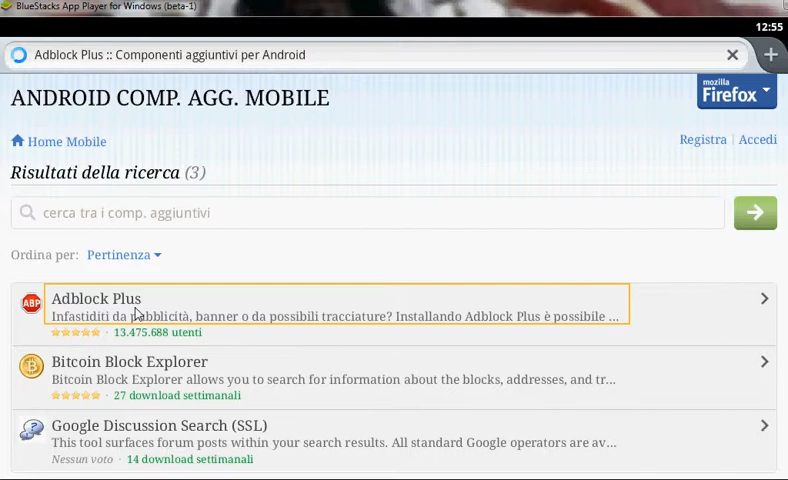 BlueStacks App Player for Windows (beta-1)
12:55
Adblock Plus :: Componenti aggiuntivi per Android
ANDROID COMP. AGG. MOBILE
mozilla
Firefox
Home Mobile
Registra | Accedi
Risultati della ricerca (3)
cerca tra i comp. aggiuntivi
Ordina per: Pertinenza
ABP
Adblock Plus
Infastiditi da pubblicità, banner o da possibili tracciature? Installando Adblock Plus è possibile ...
· 13.475.688 utenti
Bitcoin Block Explorer
Bitcoin Block Explorer allows you to search for information about the blocks, addresses, and tr...
· 27 download settimanali
Google Discussion Search (SSL)
This tool surfaces forum posts within your search results. All standard Google operators are av...
Nessun voto · 14 download settimanali